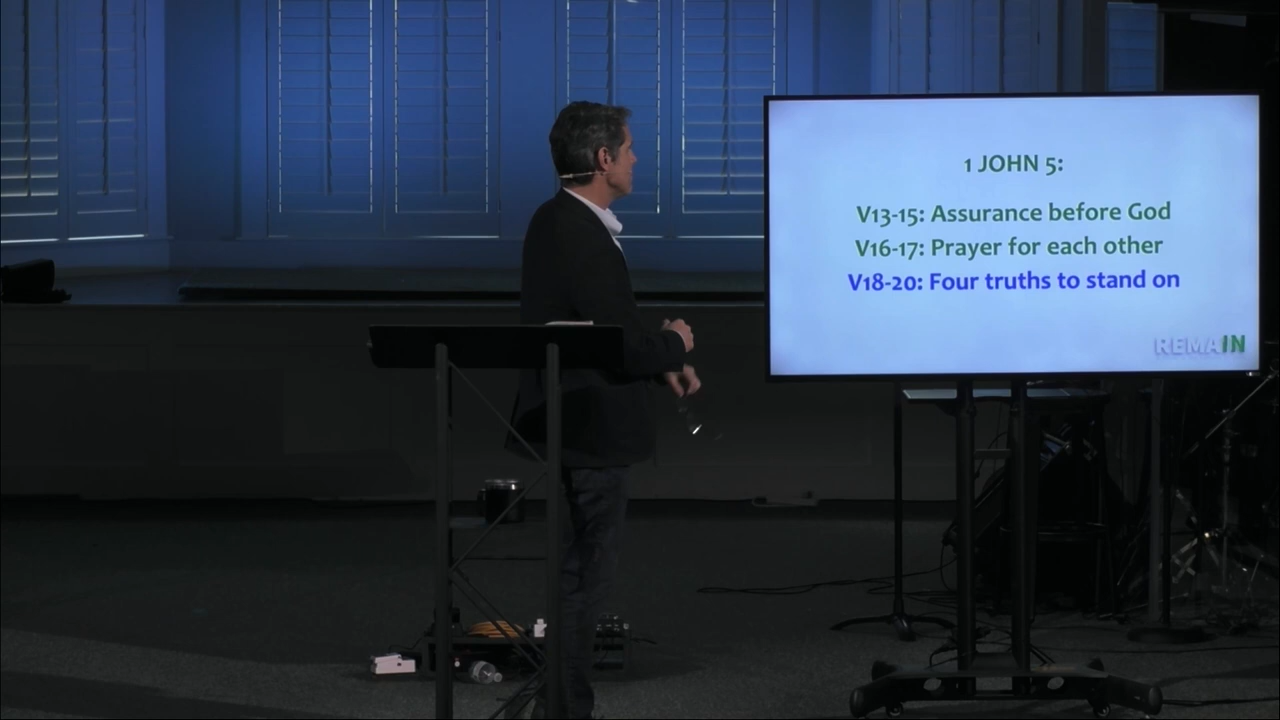 1 JOHN 5:
V13-15: Assurance before God
V16-17: Prayer for each other
V18-20: Four truths to stand on
REMAIN